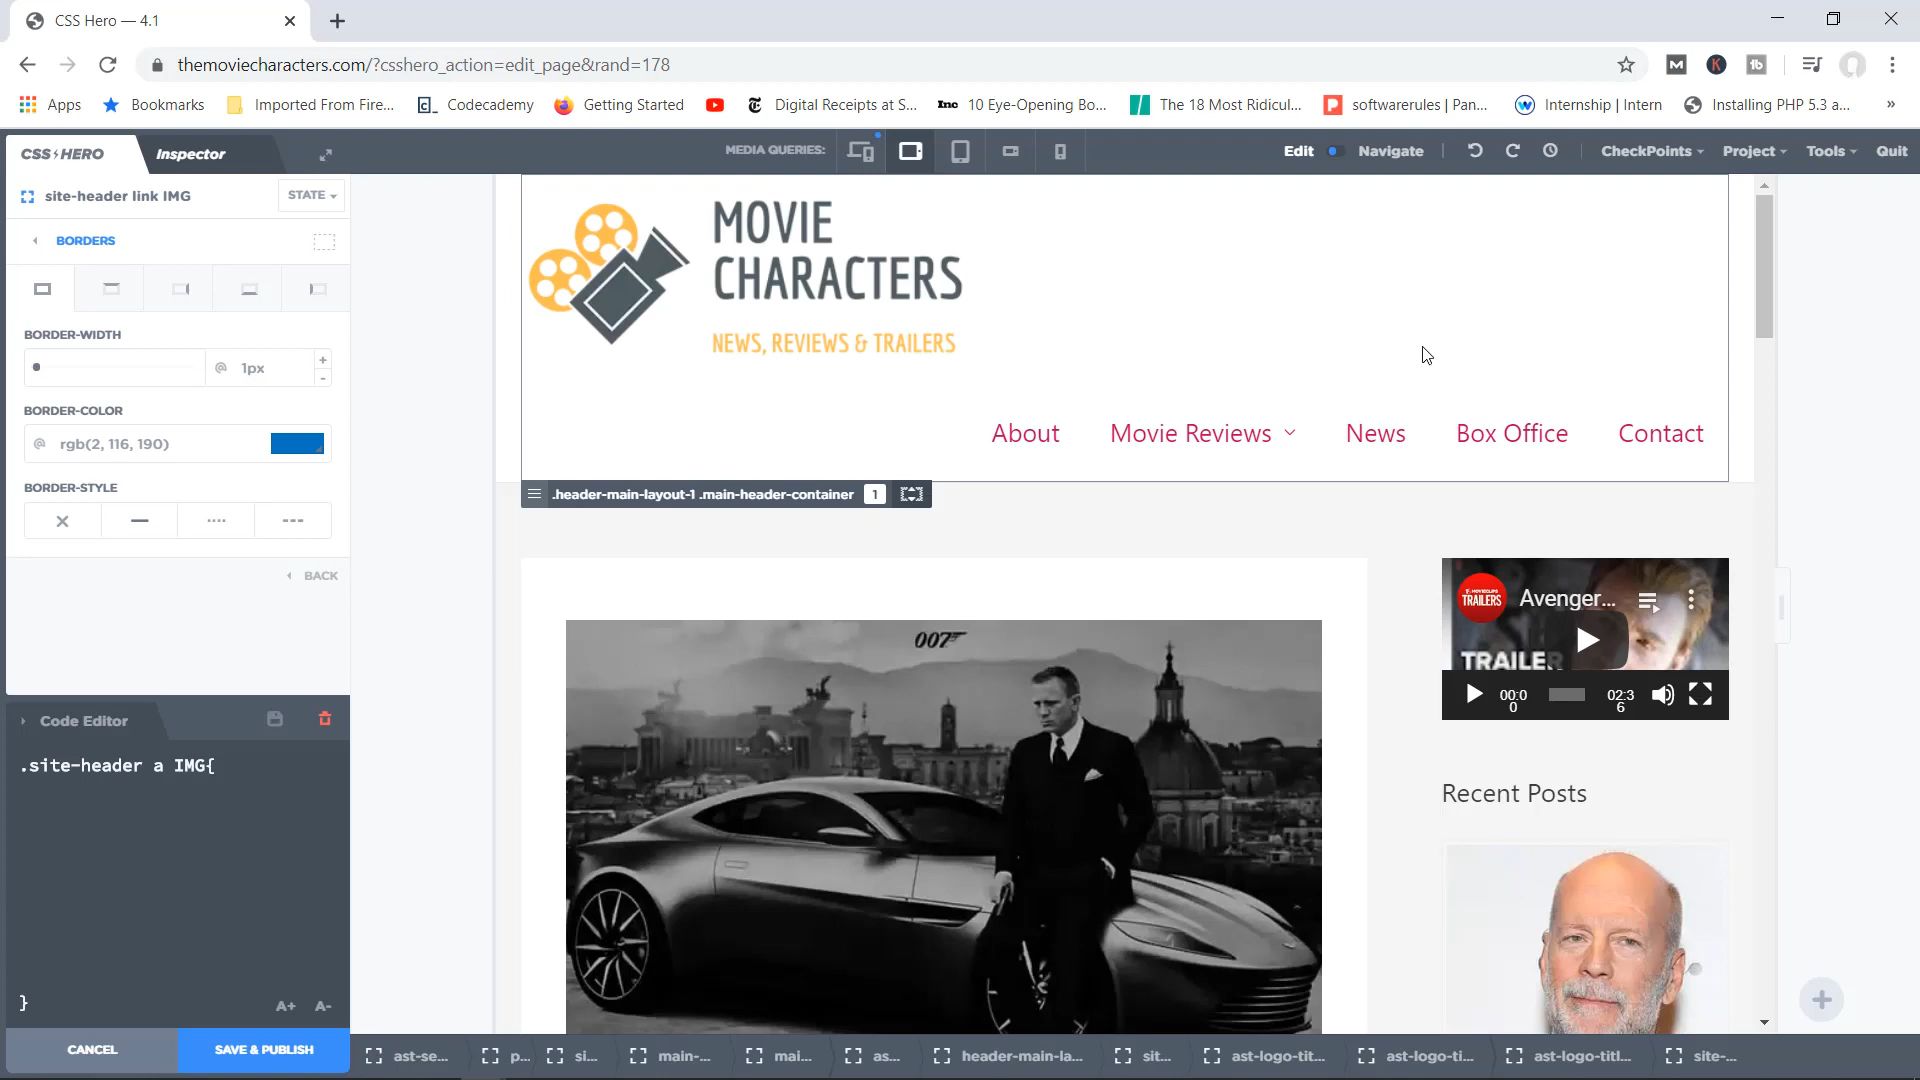 CSS Hero — 4.1
themoviecharacters.com/?csshero_action=edit_page&rand=178
Apps
Bookmarks
Imported From Fire...
Codecademy
Getting Started
Digital Receipts at S...
Inc
10 Eye-Opening Bo...
The 18 Most Ridicul...
softwarerules | Pan...
Internship | Intern
Installing PHP 5.3 a...
»
CSS HERO
Inspector
MEDIA QUERIES:
Edit
Navigate
CheckPoints
Project
Tools
Quit
site-header link IMG
STATE
BORDERS
BORDER-WIDTH
@ 1px
+
-
BORDER-COLOR
@ rgb(2, 116, 190)
BORDER-STYLE
BACK
Code Editor
.site-header a IMG{
}
A+ A-
CANCEL
SAVE & PUBLISH
MOVIE
CHARACTERS
NEWS, REVIEWS & TRAILERS
About
Movie Reviews
News
Box Office
Contact
.header-main-layout-1 .main-header-container 1
007
TRAILERS
Avenger...
TRAILER
00:0
0
02:3
6
Recent Posts
ast-se...
p...
si...
main-...
mai...
as...
header-main-la...
sit...
ast-logo-tit...
ast-logo-ti...
ast-logo-titl...
site-...